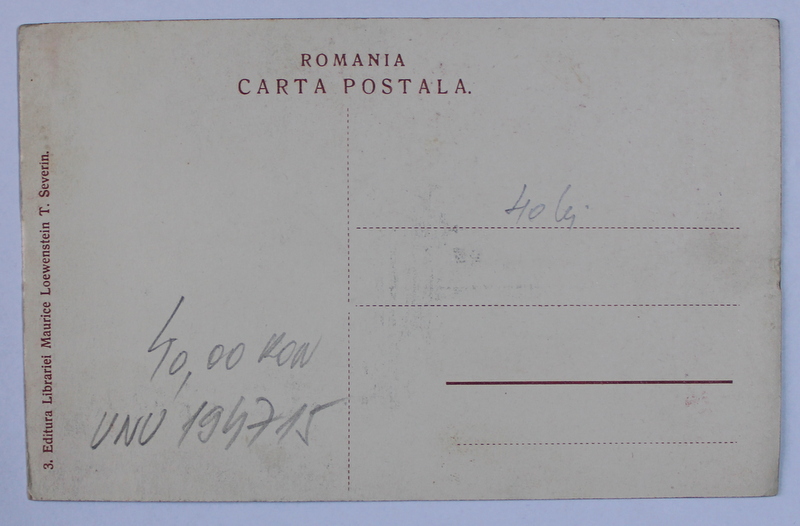 ROMANIA
CARTA POSTALA.
3. Editura Librariei Maurice Loewenstein T. Severin.
40 lei
40,00 RON
UNU 194715